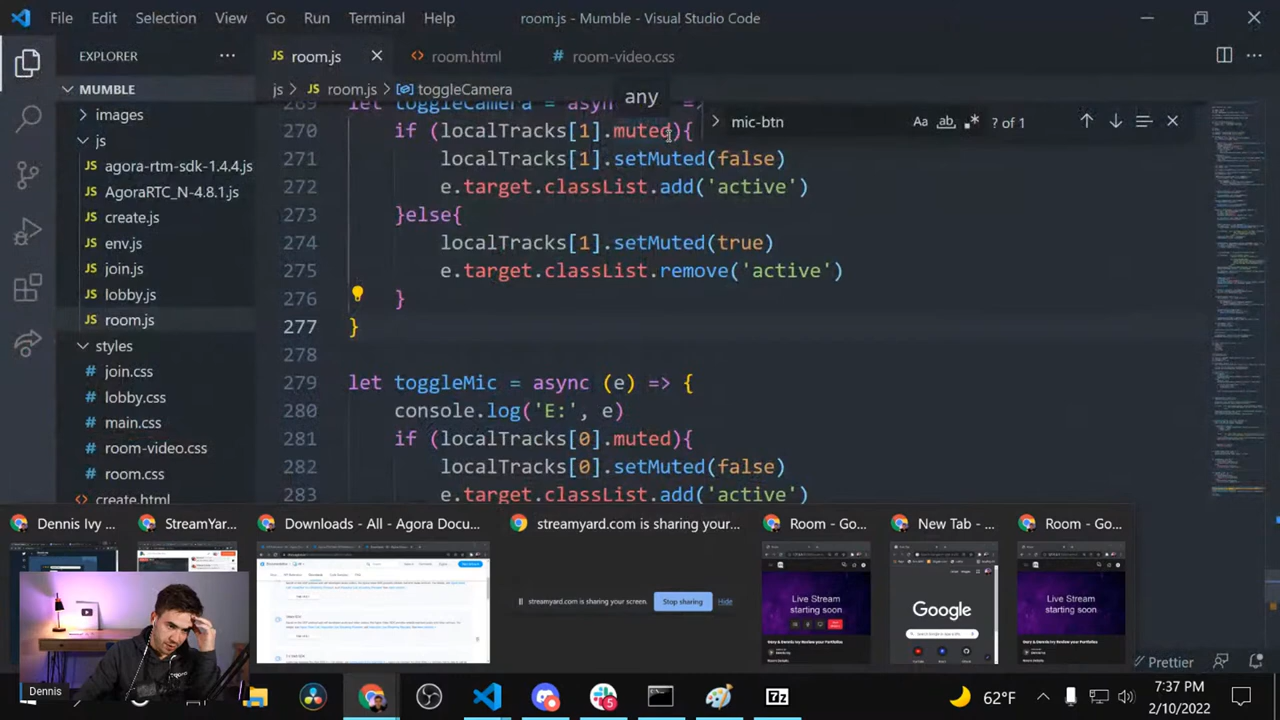 File Edit Selection View Go Run Terminal Help room.js - Mumble - Visual Studio Code
EXPLORER
room.js
room.html
# room-video.css
MUMBLE
js > JS room.js > toggleCamera
images
js
JS agora-rtm-sdk-1.4.4.js
JS AgoraRTC_N-4.8.1.js
JS create.js
JS env.js
JS join.js
JS lobby.js
JS room.js
styles
# join.css
# lobby.css
# main.css
# room-video.css
# room.css
<> create.html
any
mic-btn
Aa ab ? of 1
269 let toggleCamera =
270 if (localTracks[1].muted){
271 localTracks[1].setMuted(false)
272 e.target.classList.add('active')
273 }else{
274 localTracks[1].setMuted(true)
275 e.target.classList.remove('active')
276 }
277 }
278
279 let toggleMic = async (e) => {
280 console.log('E:', e)
281 if (localTracks[0].muted){
282 localTracks[0].setMuted(false)
283 e.target.classList.add('active')
Dennis Ivy ...
StreamYar...
Downloads - All - Agora Docu...
streamyard.com is sharing your...
Room - Go...
New Tab - ...
Room - Go...
streamyard.com is sharing your screen.
Stop sharing
Hide
Live Stream
starting soon
Google
Live Stream
starting soon
Dennis
Prettier
5
7z
62°F
7:37 PM
2/10/2022